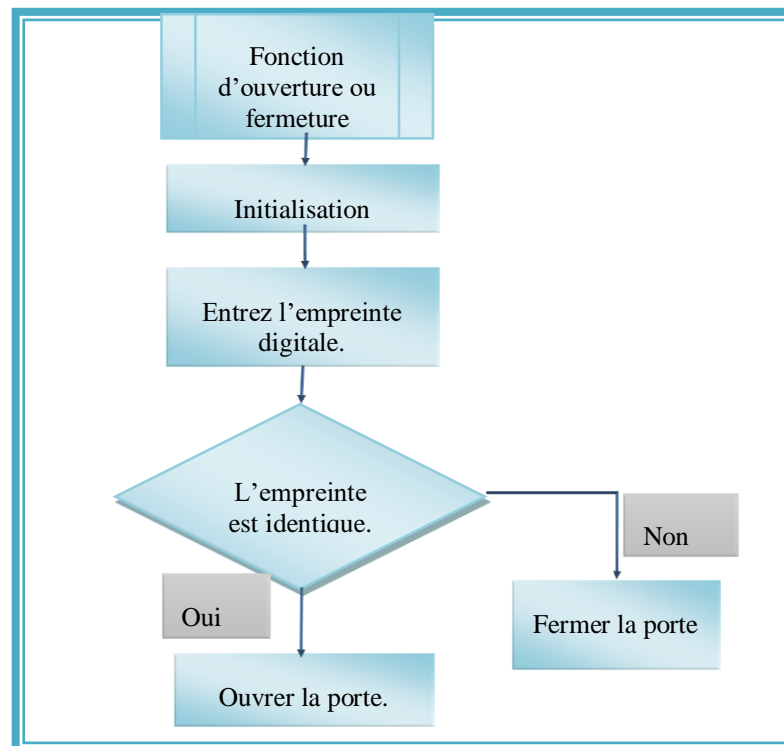 Fonction
d’ouverture ou
fermeture
Initialisation
Entrez l’empreinte
digitale.
L’empreinte
est identique.
Non
Oui
Fermer la porte
Ouvrer la porte.